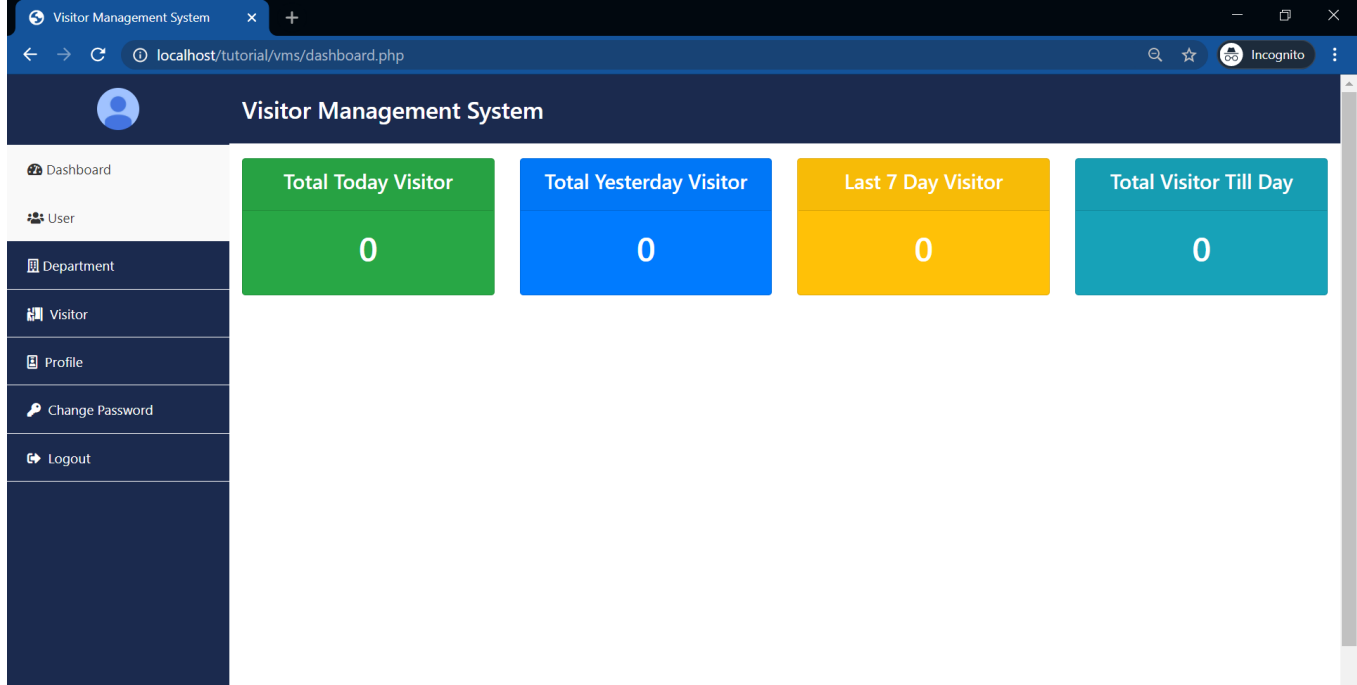 Visitor Management System
localhost/tutorial/vms/dashboard.php
Incognito
Visitor Management System
Dashboard
User
Department
Visitor
Profile
Change Password
Logout
Total Today Visitor
0
Total Yesterday Visitor
0
Last 7 Day Visitor
0
Total Visitor Till Day
0